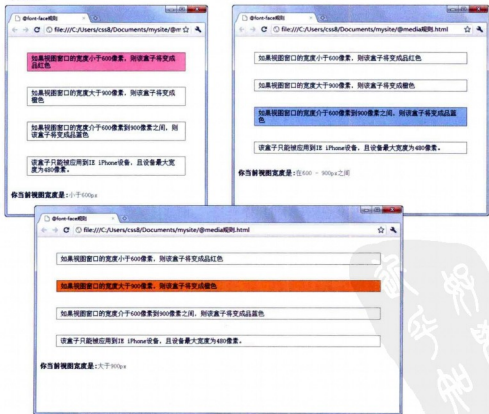 @font-face规则
file:///C:/Users/css8/Documents/mysite/@m
如果视图窗口的宽度小于600像素，则该盒子将变成
品红色
如果视图窗口的宽度大于900像素，则该盒子将变成
橙色
如果视图窗口的宽度介于600像素到900像素之间，则
该盒子将变成品蓝色
该盒子只能被应用到IE iPhone设备，且设备最大宽
度为480像素。
你当前视图宽度是:小于600px
@font-face规则
file:///C:/Users/css8/Documents/mysite/@media规则.html
如果视图窗口的宽度小于600像素，则该盒子将变成品红色
如果视图窗口的宽度大于900像素，则该盒子将变成橙色
如果视图窗口的宽度介于600像素到900像素之间，则该盒子将变成品蓝
色
该盒子只能被应用到IE iPhone设备，且设备最大宽度为480像素。
你当前视图宽度是:在600 - 900px之间
@font-face规则
file:///C:/Users/css8/Documents/mysite/@media规则.html
如果视图窗口的宽度小于600像素，则该盒子将变成品红色
如果视图窗口的宽度大于900像素，则该盒子将变成橙色
如果视图窗口的宽度介于600像素到900像素之间，则该盒子将变成品蓝色
该盒子只能被应用到IE iPhone设备，且设备最大宽度为480像素。
你当前视图宽度是:大于900px